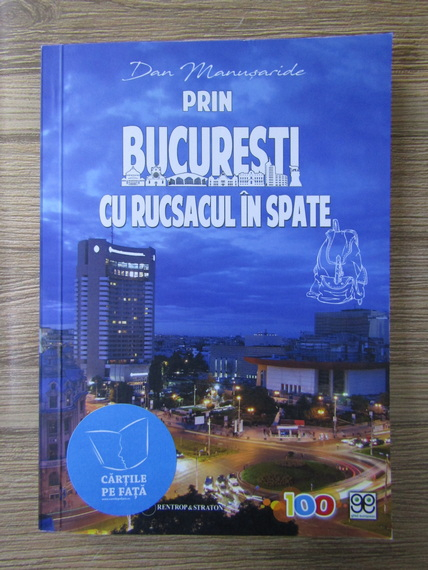 Dan Manușaride
PRIN
BUCUREȘTI
CU RUCSACUL ÎN SPATE
CĂRȚILE
PE FAȚĂ
RENTROP & STRATON
100